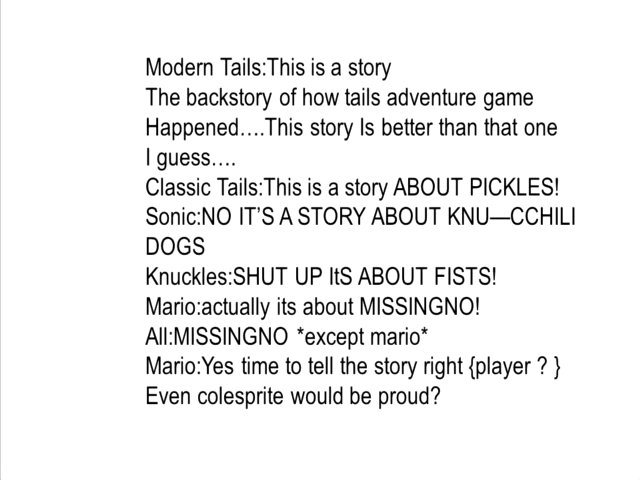 Modern Tails:This is a story
The backstory of how tails adventure game
Happened….This story Is better than that one
I guess….
Classic Tails:This is a story ABOUT PICKLES!
Sonic:NO IT’S A STORY ABOUT KNU—CCHILI
DOGS
Knuckles:SHUT UP ItS ABOUT FISTS!
Mario:actually its about MISSINGNO!
All:MISSINGNO *except mario*
Mario:Yes time to tell the story right {player ? }
Even colesprite would be proud?